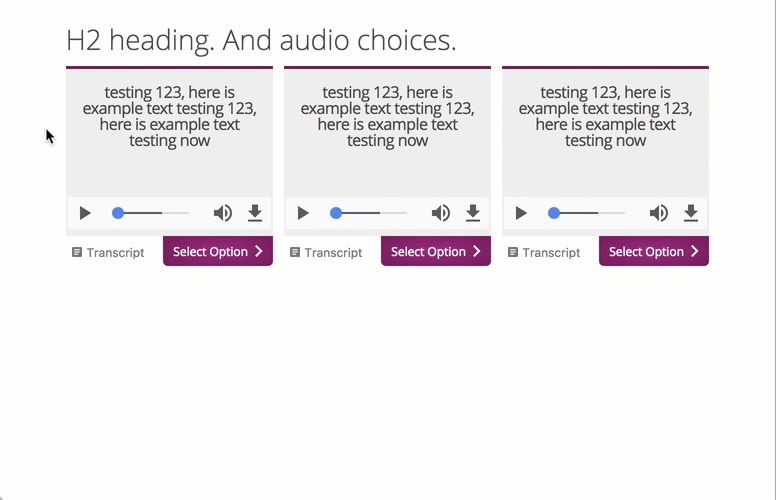 H2 heading. And audio choices.
testing 123, here is
example text testing 123,
here is example text
testing now
Transcript
Select Option
testing 123, here is
example text testing 123,
here is example text
testing now
Transcript
Select Option
testing 123, here is
example text testing 123,
here is example text
testing now
Transcript
Select Option